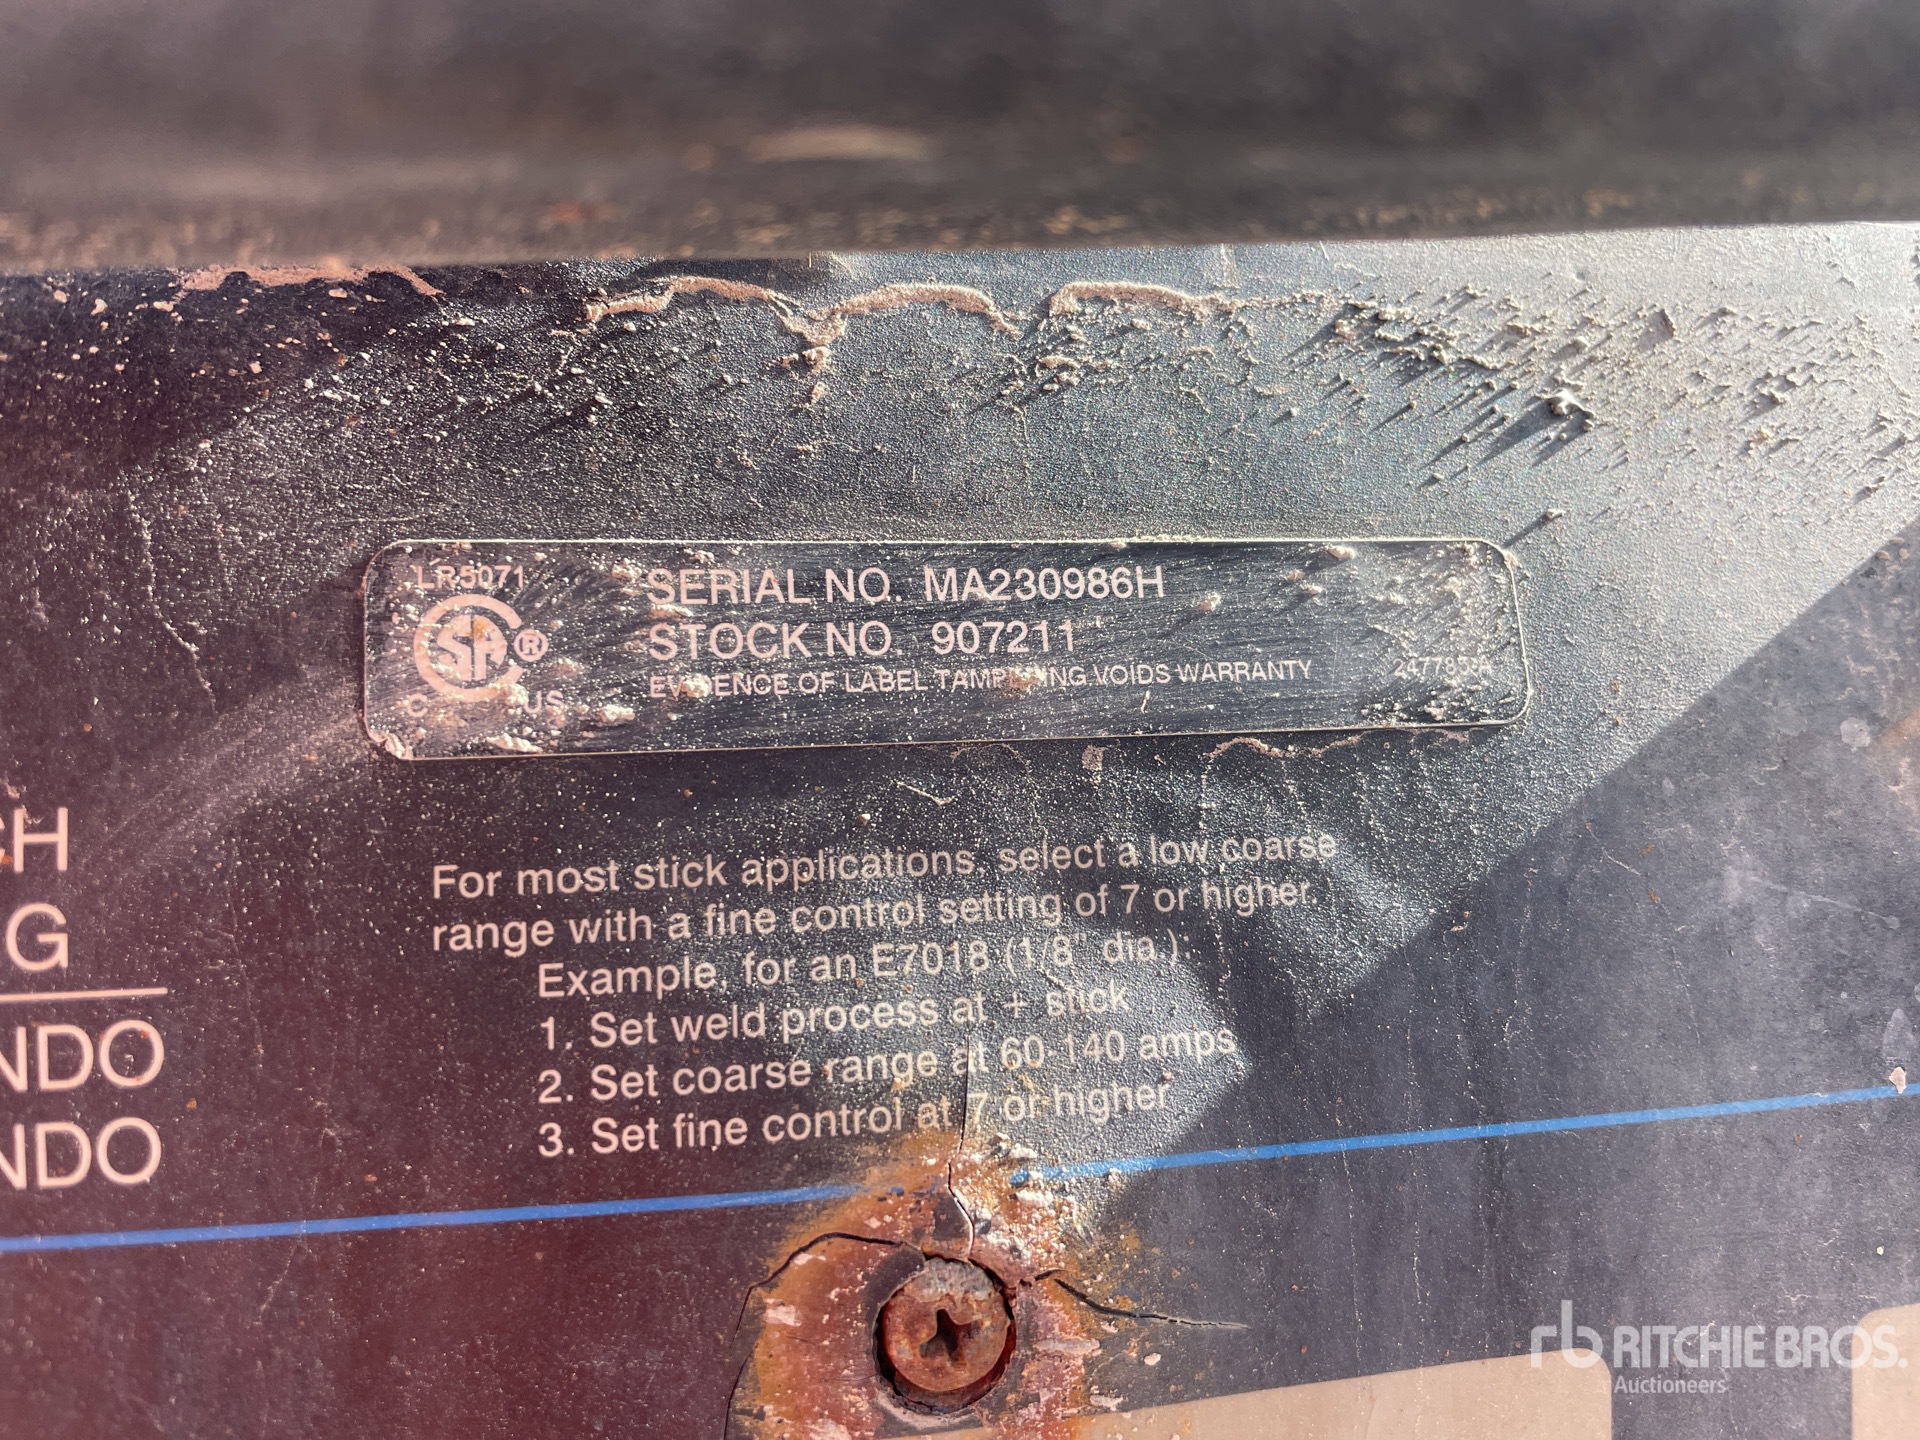 LR5071
SA ®
C US
SERIAL NO. MA230986H
STOCK NO. 907211
EVIDENCE OF LABEL TAMPERING VOIDS WARRANTY
247785-A
CH
G
NDO
NDO
For most stick applications, select a low coarse
range with a fine control setting of 7 or higher.
Example, for an E7018 (1/8" dia.):
1. Set weld process at + stick
2. Set coarse range at 60-140 amps
3. Set fine control at 7 or higher
rb RITCHIE BROS.
Auctioneers